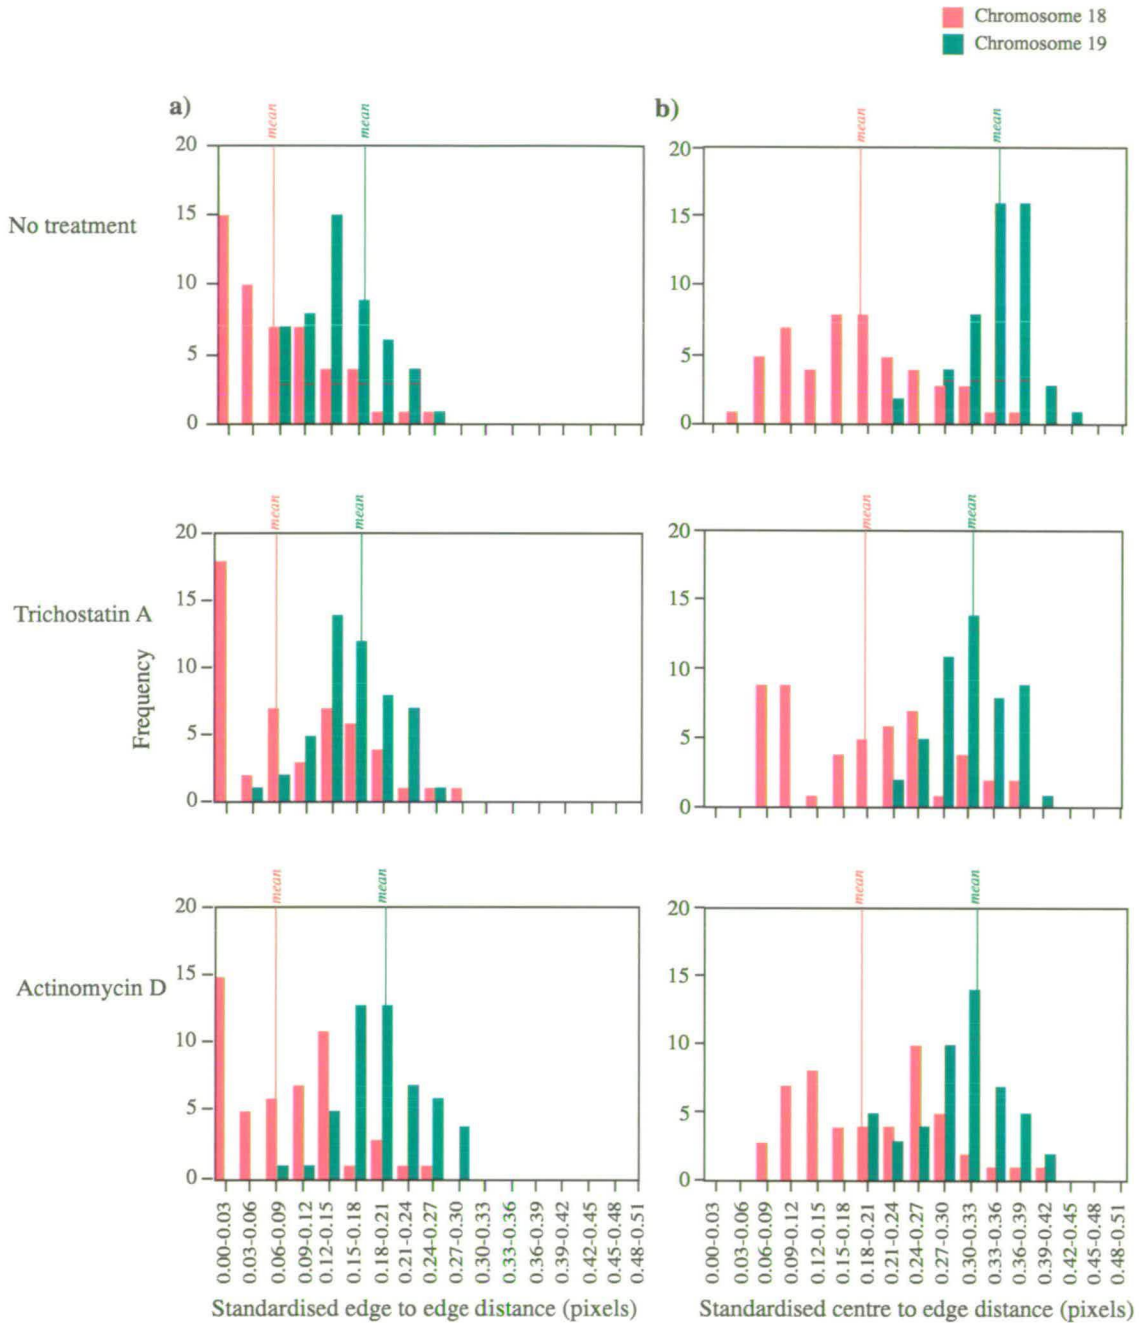 Chromosome 18
Chromosome 19
a)
mean
mean
b)
mean
mean
No treatment
20
15
10
5
0
20
15
10
5
0
mean
mean
mean
mean
Trichostatin A
Frequency
20
15
10
5
0
20
15
10
5
0
mean
mean
mean
mean
Actinomycin D
20
15
10
5
0
20
15
10
5
0
0.00-0.03
0.03-0.06
0.06-0.09
0.09-0.12
0.12-0.15
0.15-0.18
0.18-0.21
0.21-0.24
0.24-0.27
0.27-0.30
0.30-0.33
0.33-0.36
0.36-0.39
0.39-0.42
0.42-0.45
0.45-0.48
0.48-0.51
Standardised edge to edge distance (pixels)
0.00-0.03
0.03-0.06
0.06-0.09
0.09-0.12
0.12-0.15
0.15-0.18
0.18-0.21
0.21-0.24
0.24-0.27
0.27-0.30
0.30-0.33
0.33-0.36
0.36-0.39
0.39-0.42
0.42-0.45
0.45-0.48
0.48-0.51
Standardised centre to edge distance (pixels)